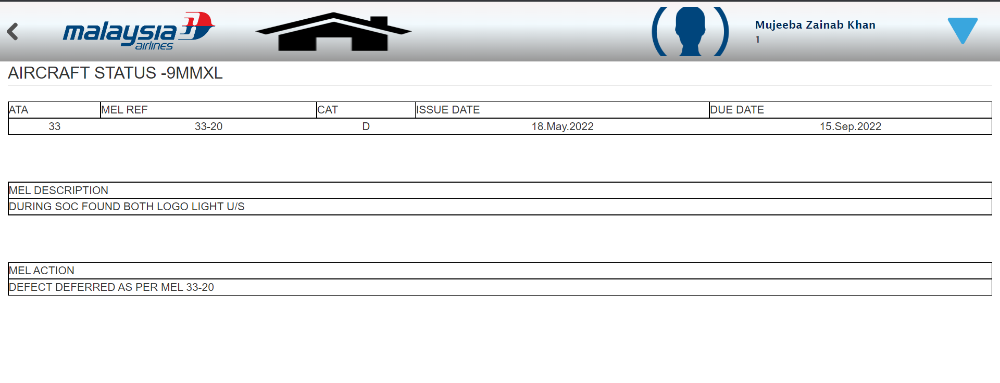 malaysia
airlines
Mujeeba Zainab Khan
1
AIRCRAFT STATUS -9MMXL
ATA MEL REF CAT ISSUE DATE DUE DATE
33 33-20 D 18.May.2022 15.Sep.2022
MEL DESCRIPTION
DURING SOC FOUND BOTH LOGO LIGHT U/S
MEL ACTION
DEFECT DEFERRED AS PER MEL 33-20